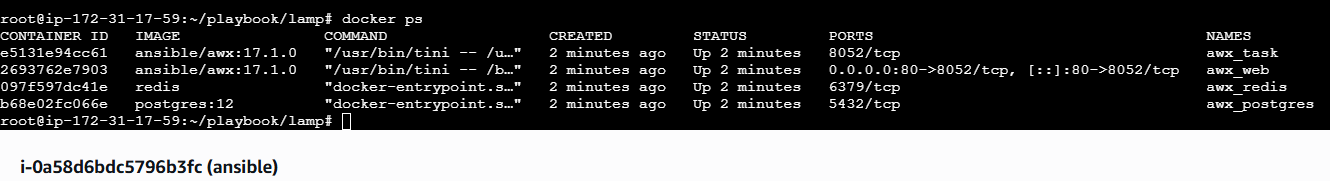 root@ip-172-31-17-59:~/playbook/lamp# docker ps
CONTAINER ID   IMAGE                COMMAND                  CREATED         STATUS         PORTS                                     NAMES
e5131e94cc61   ansible/awx:17.1.0   "/usr/bin/tini -- /u…"   2 minutes ago   Up 2 minutes   8052/tcp                                  awx_task
2693762e7903   ansible/awx:17.1.0   "/usr/bin/tini -- /b…"   2 minutes ago   Up 2 minutes   0.0.0.0:80->8052/tcp, [::]:80->8052/tcp   awx_web
097f597dc41e   redis                "docker-entrypoint.s…"   2 minutes ago   Up 2 minutes   6379/tcp                                  awx_redis
b68e02fc066e   postgres:12          "docker-entrypoint.s…"   2 minutes ago   Up 2 minutes   5432/tcp                                  awx_postgres
root@ip-172-31-17-59:~/playbook/lamp#
i-0a58d6bdc5796b3fc (ansible)